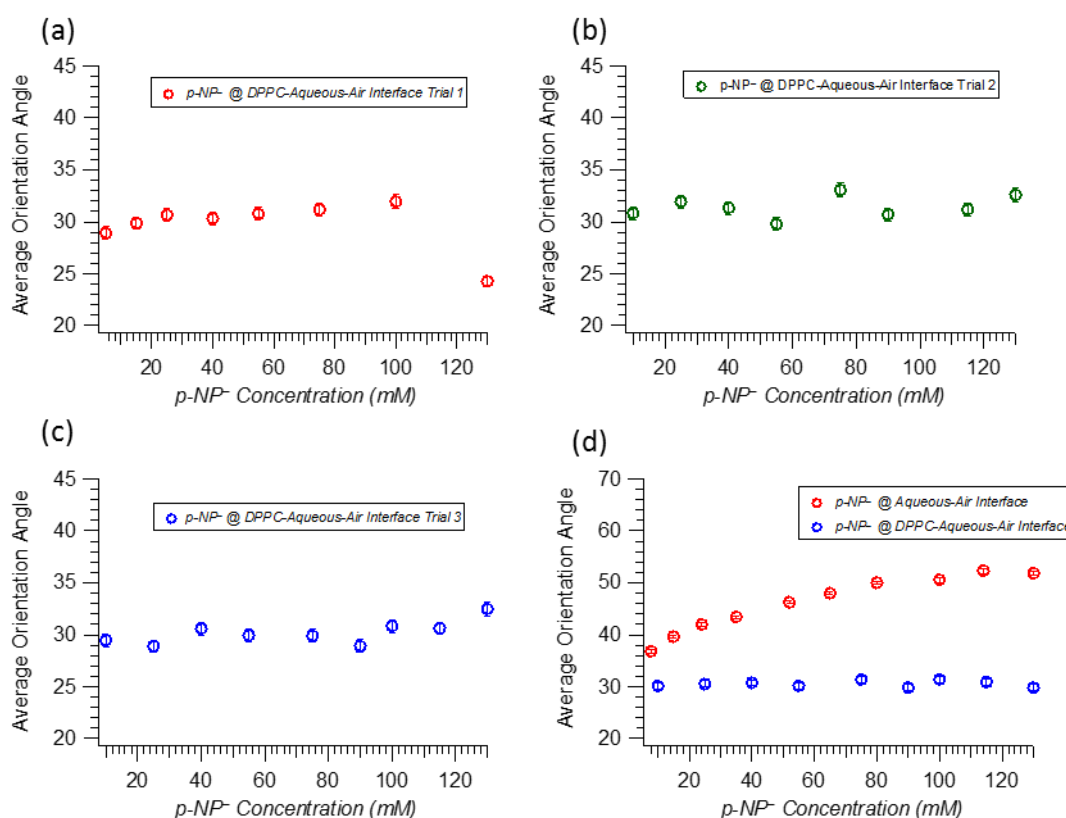 (a)
45
40
35
30
25
20
Average Orientation Angle
p-NP⁻ @ DPPC-Aqueous-Air Interface Trial 1
20 40 60 80 100 120
p-NP⁻ Concentration (mM)
(b)
45
40
35
30
25
20
Average Orientation Angle
p-NP⁻ @ DPPC-Aqueous-Air Interface Trial 2
20 40 60 80 100 120
p-NP⁻ Concentration (mM)
(c)
45
40
35
30
25
20
Average Orientation Angle
p-NP⁻ @ DPPC-Aqueous-Air Interface Trial 3
20 40 60 80 100 120
p-NP⁻ Concentration (mM)
(d)
70
60
50
40
30
20
Average Orientation Angle
p-NP⁻ @ Aqueous-Air Interface
p-NP⁻ @ DPPC-Aqueous-Air Interface
20 40 60 80 100 120
p-NP⁻ Concentration (mM)